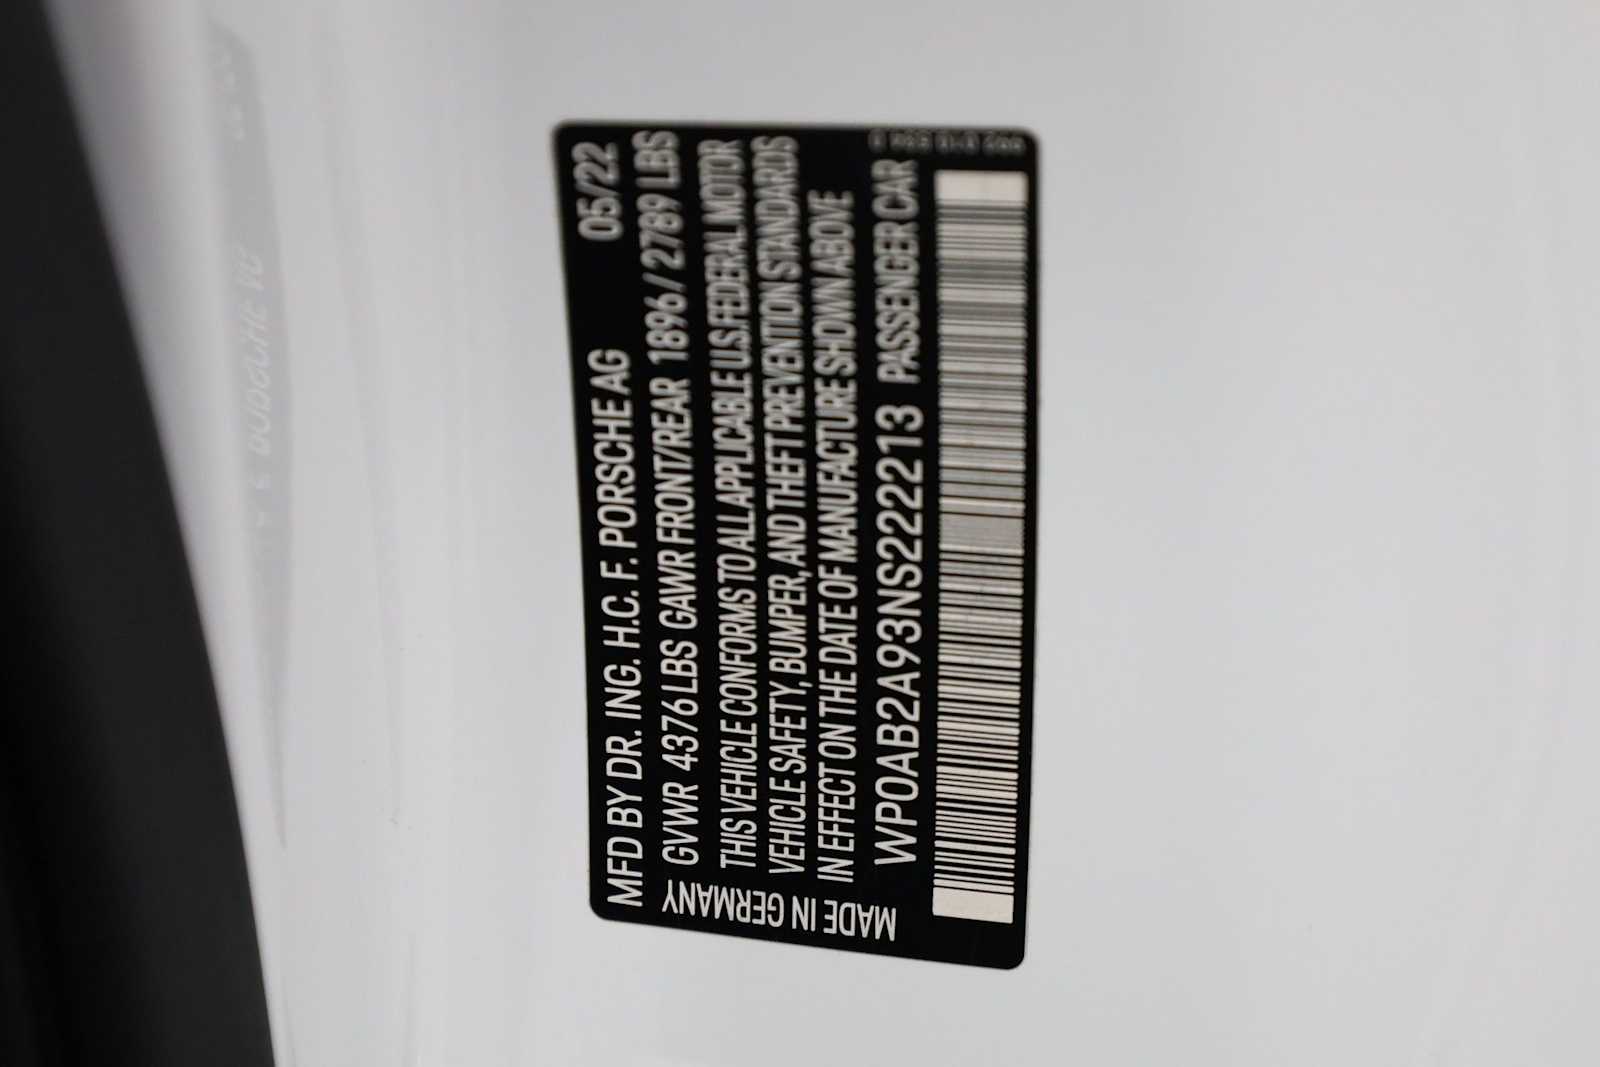 MFD BY DR. ING. H.C. F. PORSCHE AG 05/22
GVWR 4376 LBS GAWR FRONT/REAR 1896/2789 LBS
THIS VEHICLE CONFORMS TO ALL APPLICABLE U.S. FEDERAL MOTOR
VEHICLE SAFETY, BUMPER, AND THEFT PREVENTION STANDARDS
IN EFFECT ON THE DATE OF MANUFACTURE SHOWN ABOVE
WP0AB2A93NS222213 PASSENGER CAR
MADE IN GERMANY